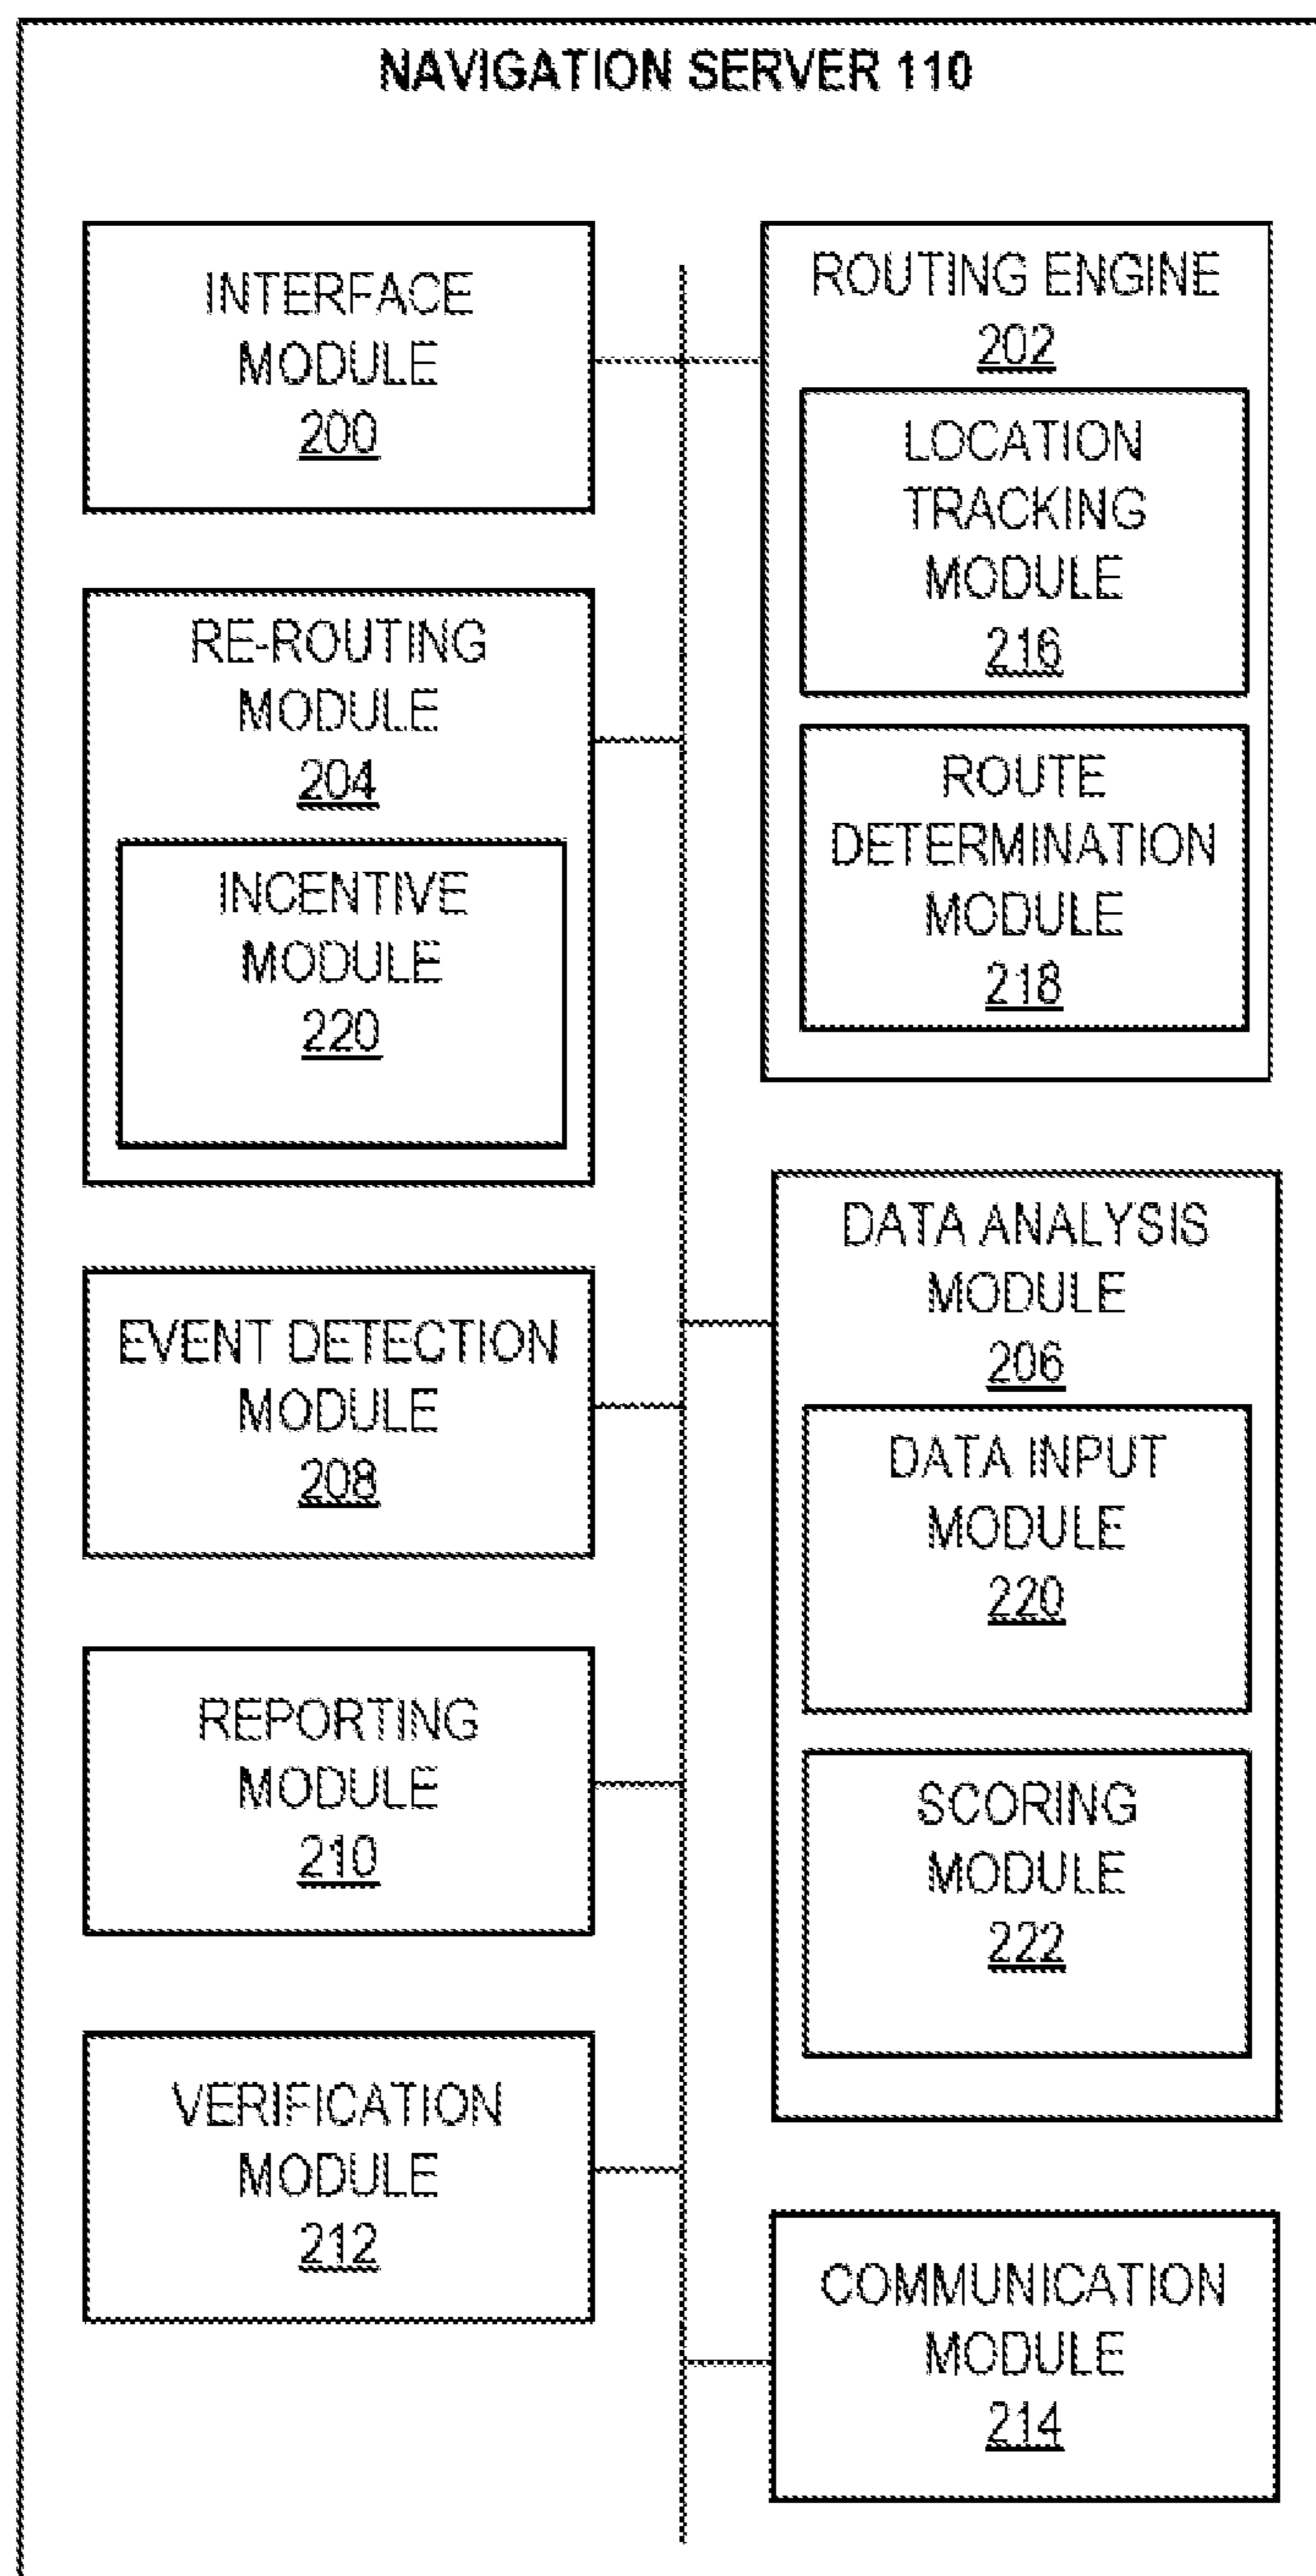 NAVIGATION SERVER 110
INTERFACE
MODULE
200
ROUTING ENGINE
202
LOCATION
TRACKING
MODULE
216
ROUTE
DETERMINATION
MODULE
218
RE-ROUTING
MODULE
204
INCENTIVE
MODULE
220
DATA ANALYSIS
MODULE
206
DATA INPUT
MODULE
220
SCORING
MODULE
222
EVENT DETECTION
MODULE
208
REPORTING
MODULE
210
VERIFICATION
MODULE
212
COMMUNICATION
MODULE
214